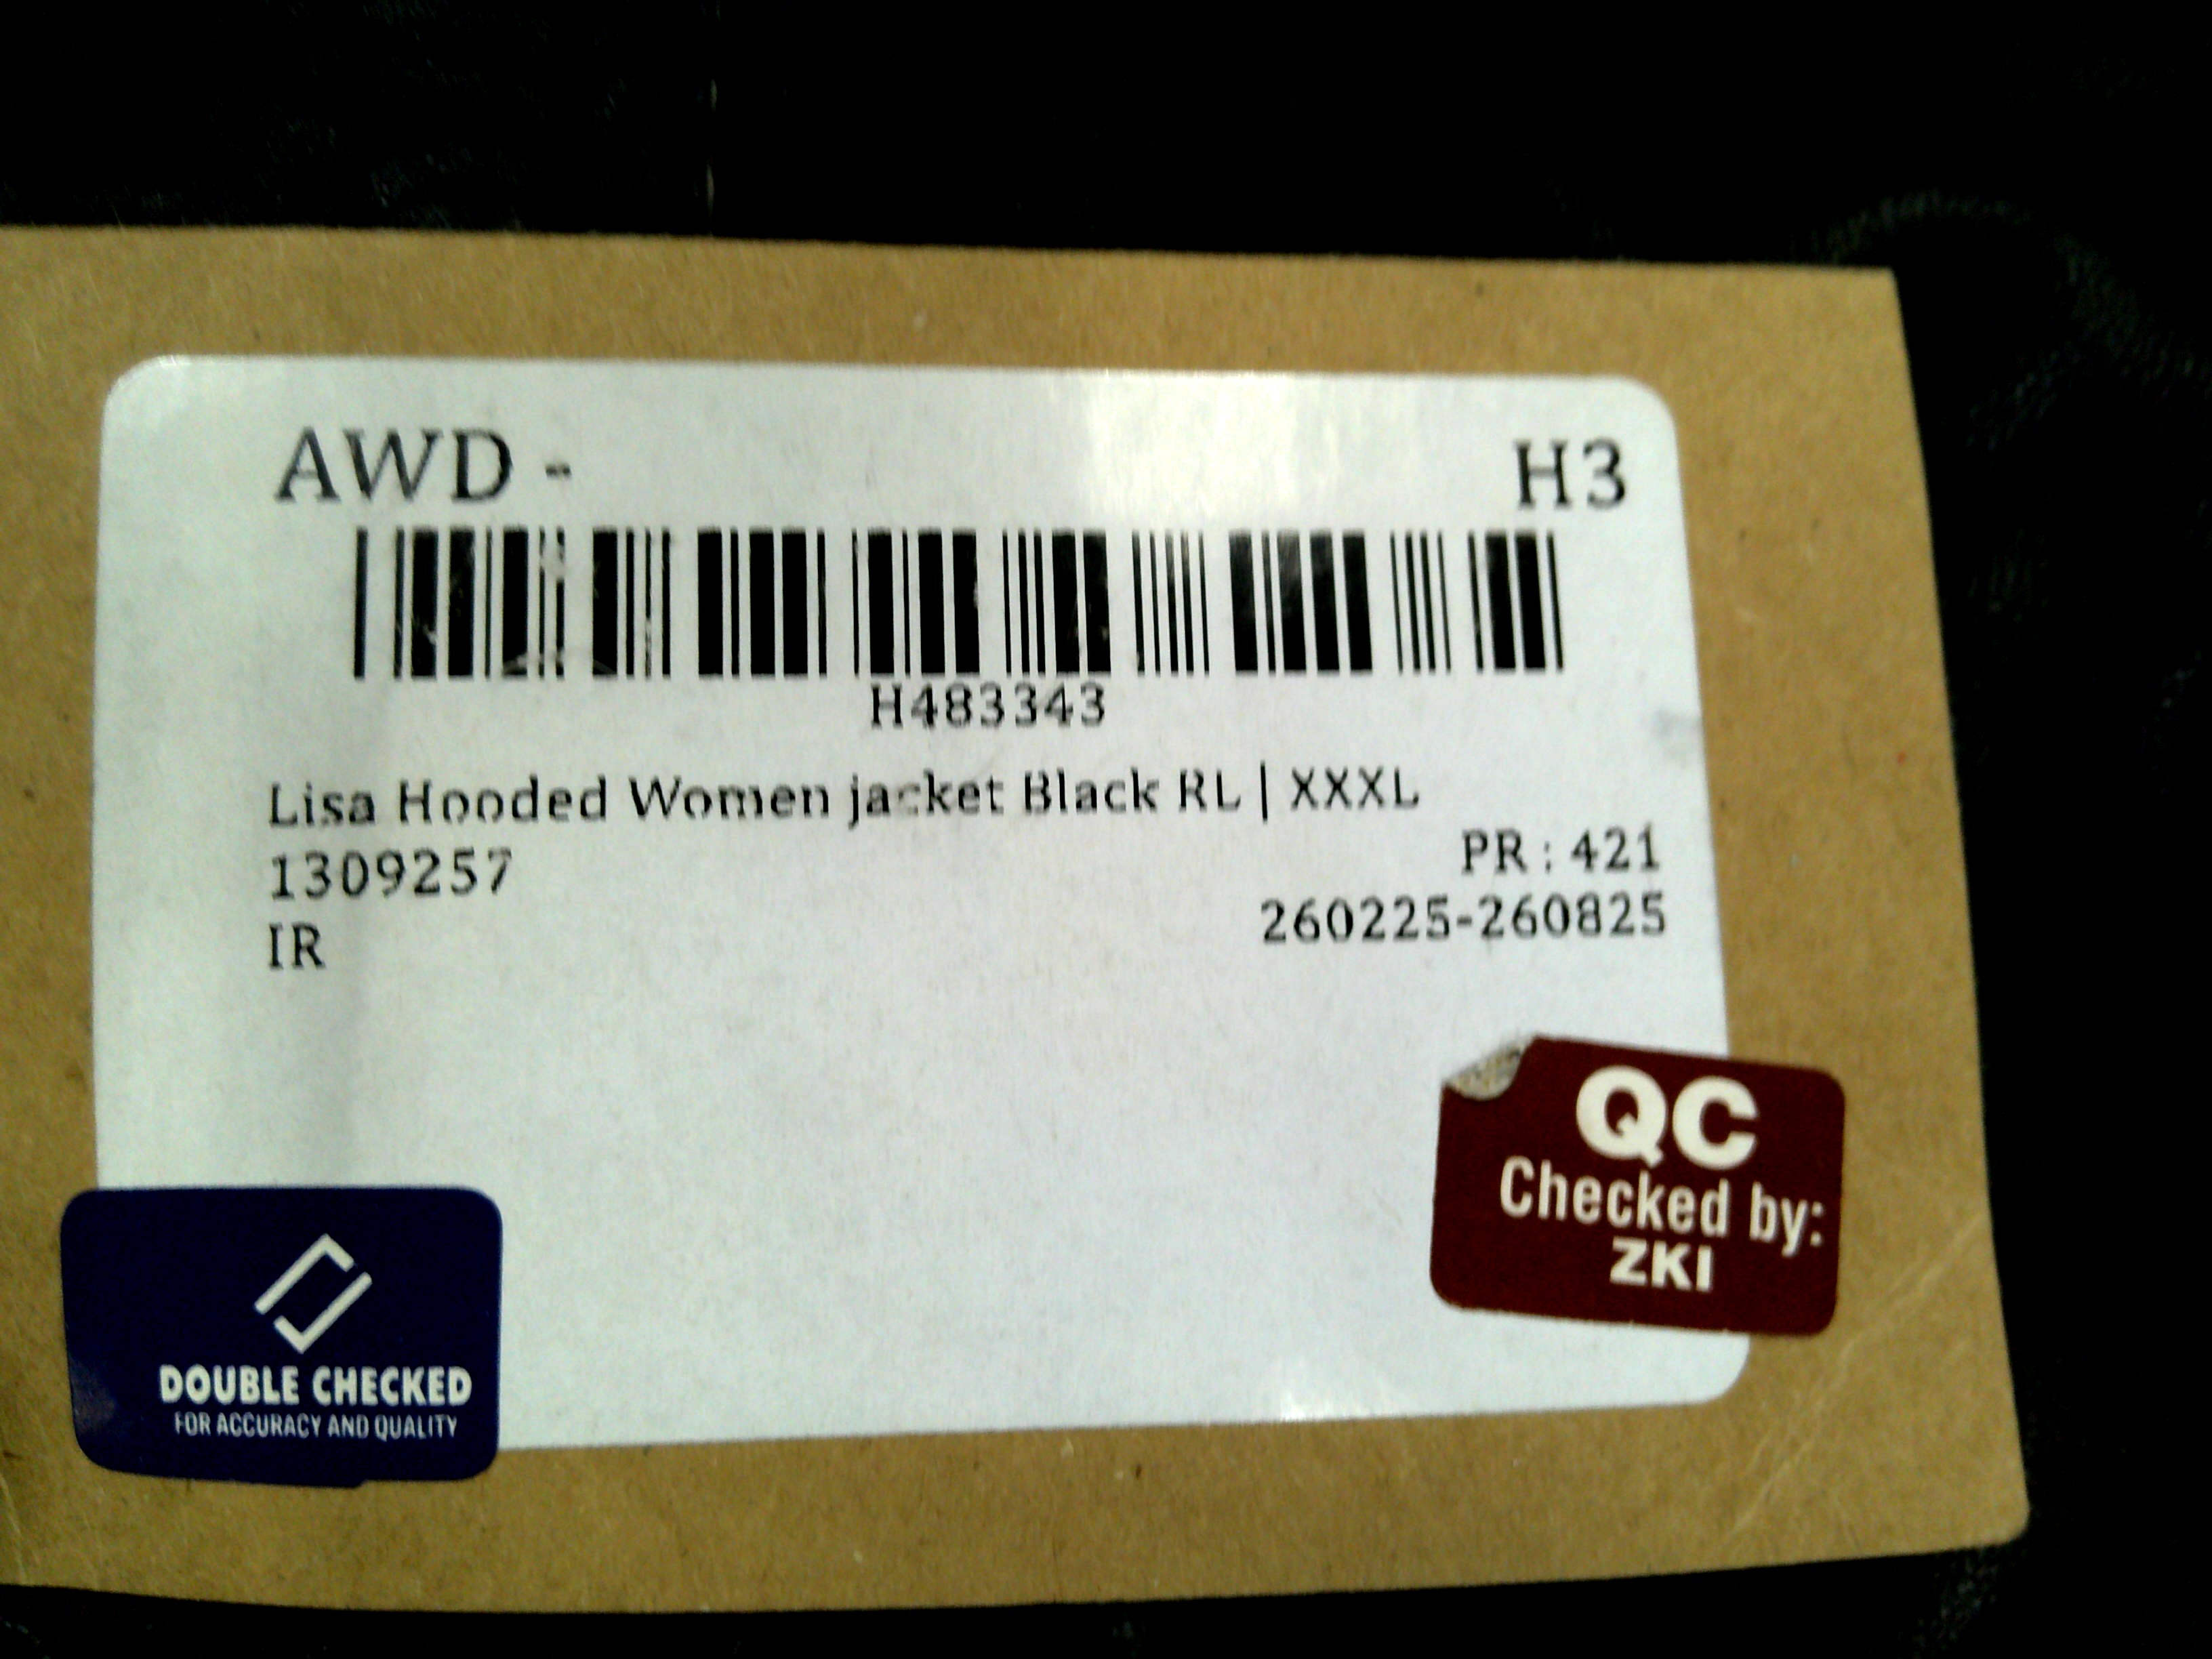 AWD -
H3
H483343
Lisa Hooded Women jacket Black RL | XXXL
1309257
PR : 421
IR
260225-260825
QC
Checked by:
ZKI
DOUBLE CHECKED
FOR ACCURACY AND QUALITY